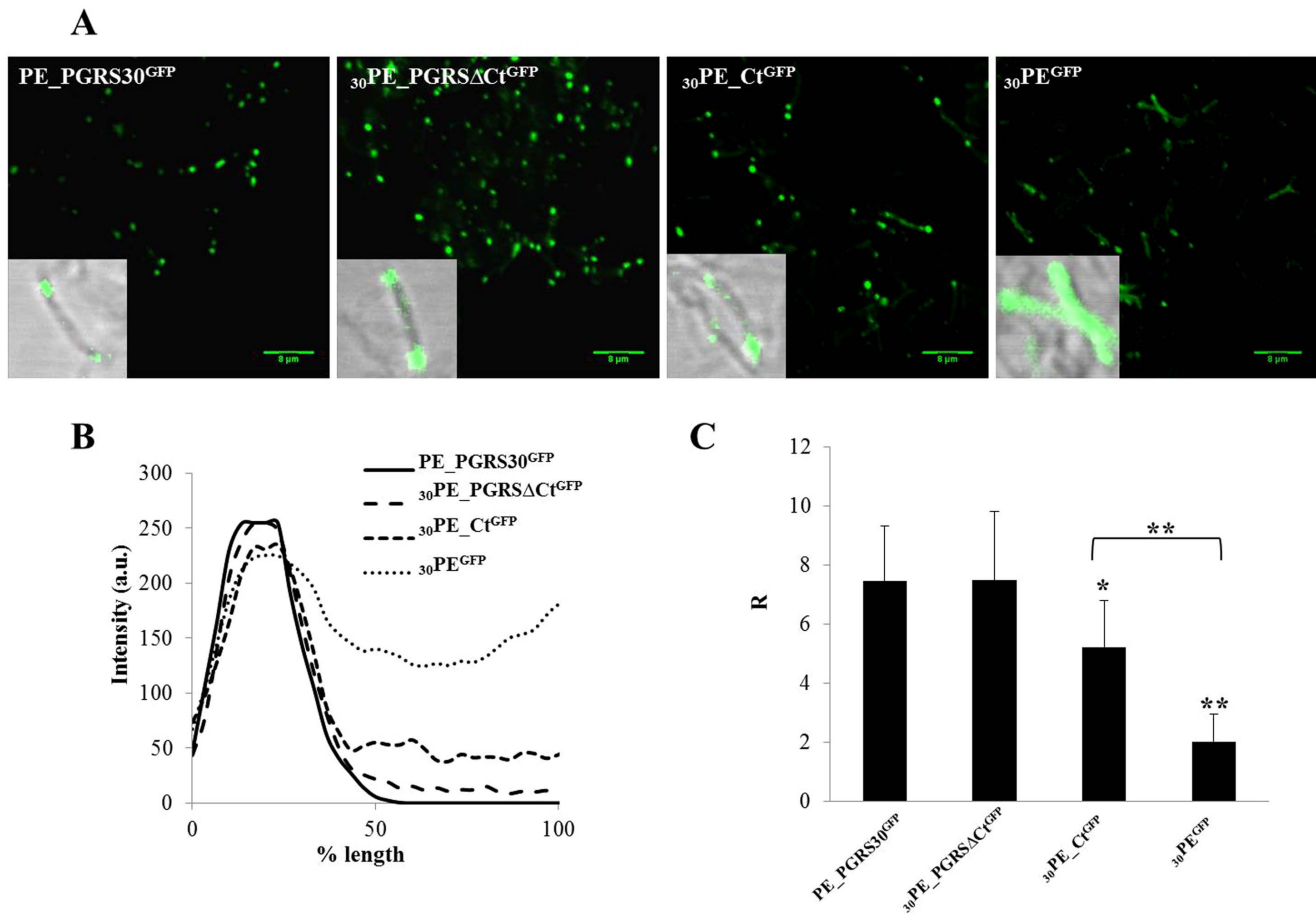 A
PE_PGRS30ᴳᶠᴾ
₃₀PE_PGRSΔCtᴳᶠᴾ
₃₀PE_Ctᴳᶠᴾ
₃₀PEᴳᶠᴾ
8 µm
8 µm
8 µm
8 µm
B
Intensity (a.u.)
300
250
200
150
100
50
0
0
50
100
% length
PE_PGRS30ᴳᶠᴾ
₃₀PE_PGRSΔCtᴳᶠᴾ
₃₀PE_Ctᴳᶠᴾ
₃₀PEᴳᶠᴾ
C
R
12
10
8
6
4
2
0
**
*
**
PE_PGRS30ᴳᶠᴾ
₃₀PE_PGRSΔCtᴳᶠᴾ
₃₀PE_Ctᴳᶠᴾ
₃₀PEᴳᶠᴾ